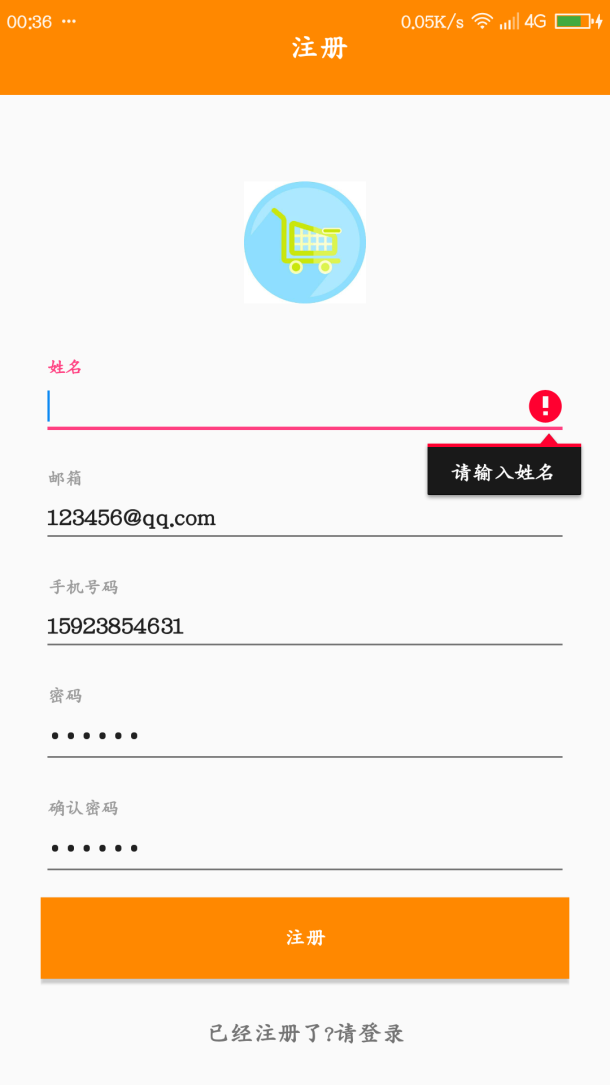 00:36 ··· 0.05K/s 4G
注册
姓名
请输入姓名
邮箱
123456@qq.com
手机号码
15923854631
密码
••••••
确认密码
••••••
注册
已经注册了?请登录